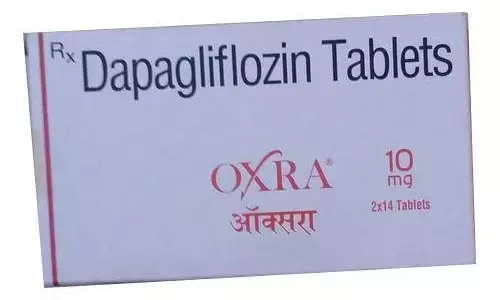 Rx Dapagliflozin Tablets
OXRA® 10
mg
ऑक्सरा 2x14 Tablets